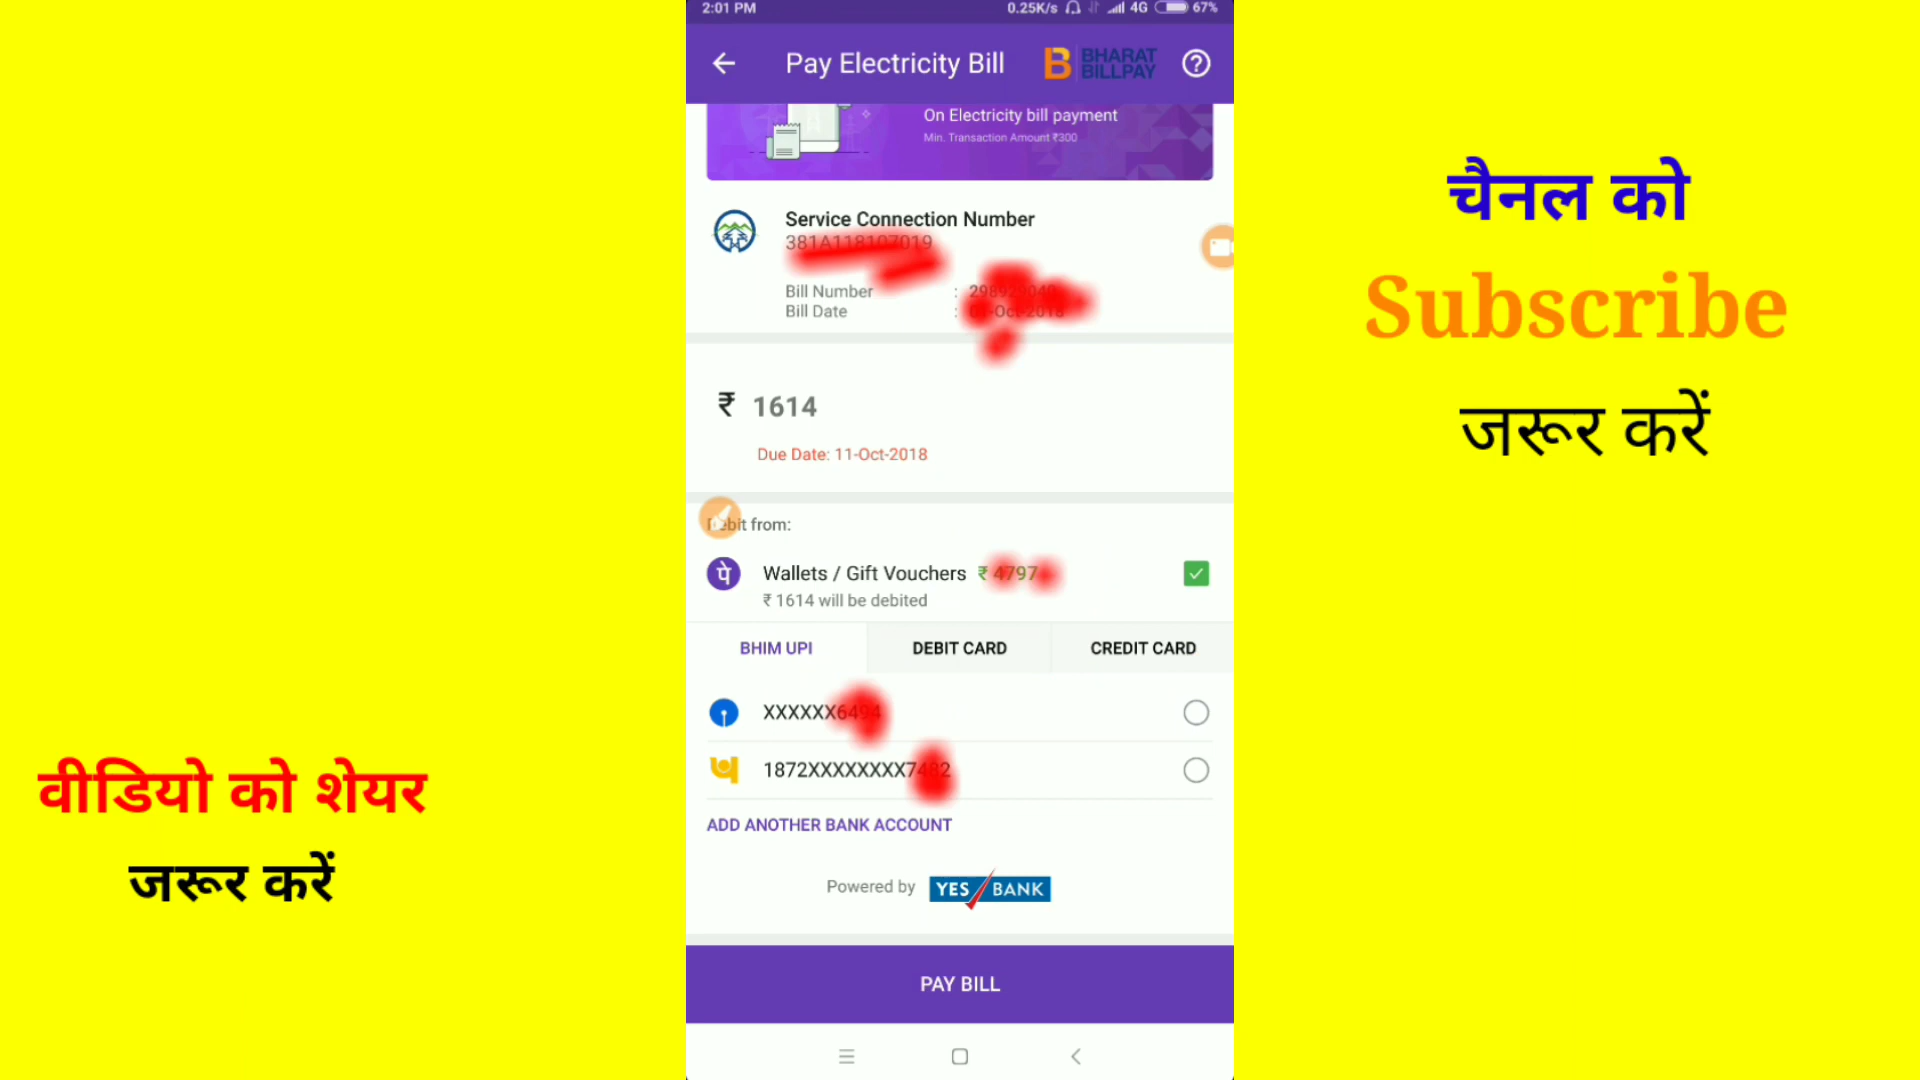 2:01 PM 0.25K/s 4G 67%
Pay Electricity Bill BHARAT BILLPAY
On Electricity bill payment
Min. Transaction Amount ₹300
Service Connection Number
Bill Number :
Bill Date :
₹ 1614
Due Date: 11-Oct-2018
Debit from:
पे Wallets / Gift Vouchers ₹
₹ 1614 will be debited
BHIM UPI DEBIT CARD CREDIT CARD
XXXXXX
1872XXXXXXXX
ADD ANOTHER BANK ACCOUNT
Powered by YES BANK
PAY BILL
चैनल को
Subscribe
जरूर करें
वीडियो को शेयर
जरूर करें